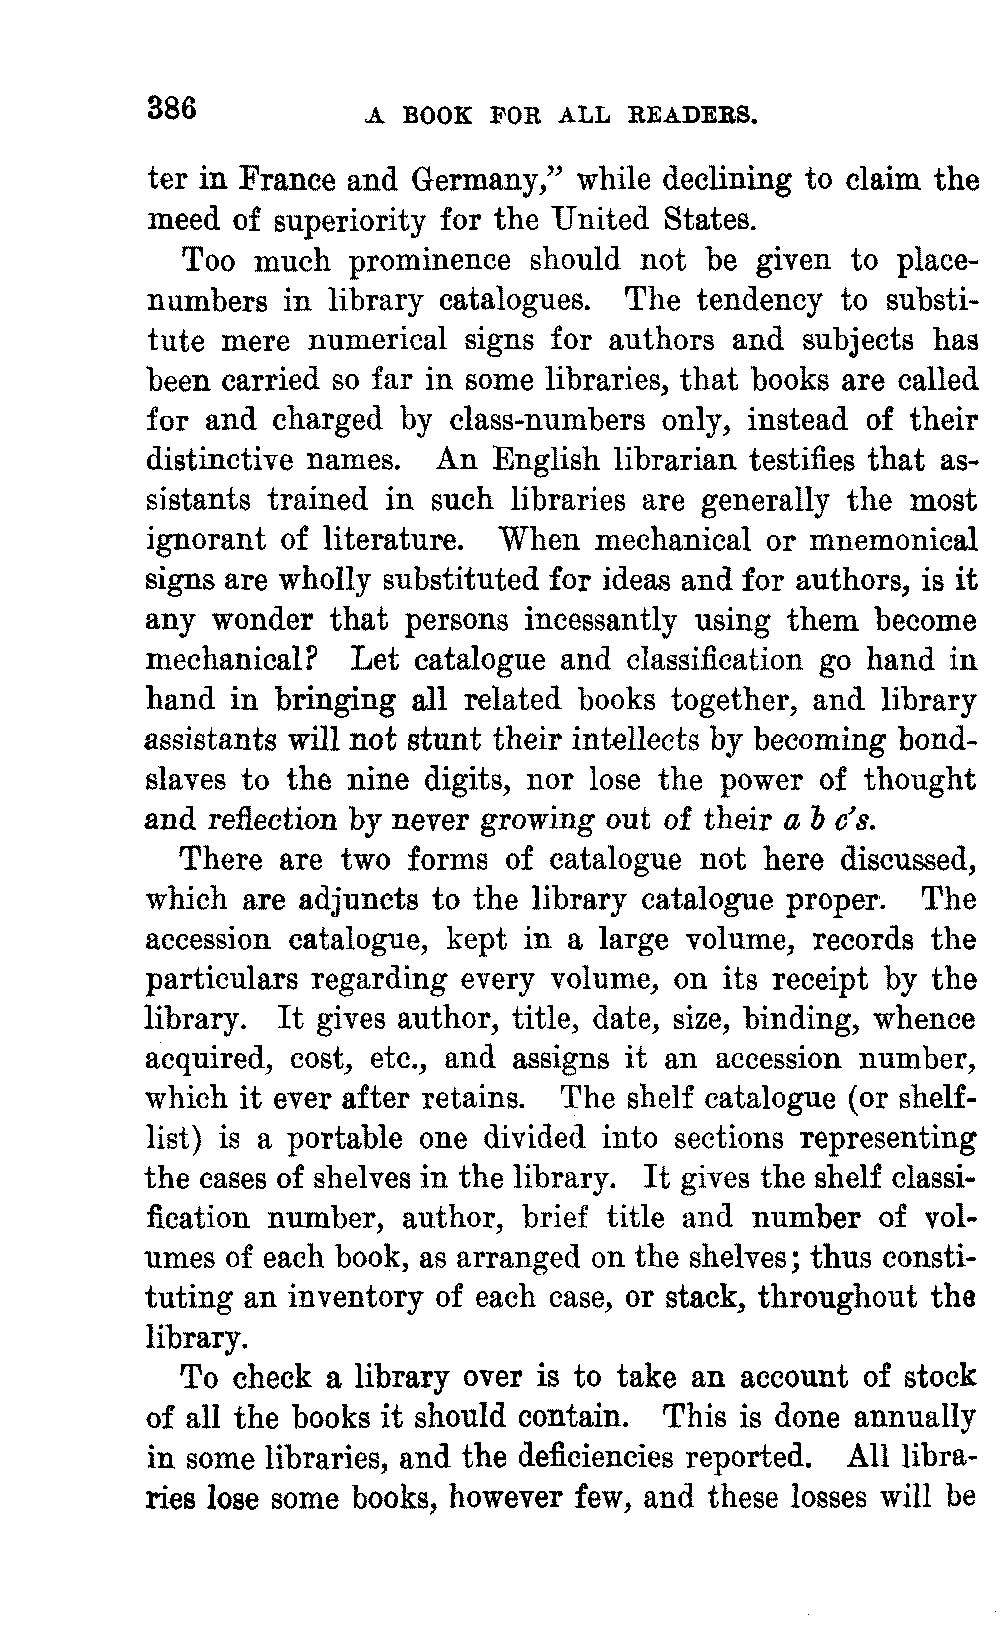 386
A BOOK FOR ALL READERS.
ter in France and Germany,” while declining to claim the
meed of superiority for the United States.
Too much prominence should not be given to place-
numbers in library catalogues. The tendency to substi-
tute mere numerical signs for authors and subjects has
been carried so far in some libraries, that books are called
for and charged by class-numbers only, instead of their
distinctive names. An English librarian testifies that as-
sistants trained in such libraries are generally the most
ignorant of literature. When mechanical or mnemonical
signs are wholly substituted for ideas and for authors, is it
any wonder that persons incessantly using them become
mechanical? Let catalogue and classification go hand in
hand in bringing all related books together, and library
assistants will not stunt their intellects by becoming bond-
slaves to the nine digits, nor lose the power of thought
and reflection by never growing out of their a b c’s.
There are two forms of catalogue not here discussed,
which are adjuncts to the library catalogue proper. The
accession catalogue, kept in a large volume, records the
particulars regarding every volume, on its receipt by the
library. It gives author, title, date, size, binding, whence
acquired, cost, etc., and assigns it an accession number,
which it ever after retains. The shelf catalogue (or shelf-
list) is a portable one divided into sections representing
the cases of shelves in the library. It gives the shelf classi-
fication number, author, brief title and number of vol-
umes of each book, as arranged on the shelves; thus consti-
tuting an inventory of each case, or stack, throughout the
library.
To check a library over is to take an account of stock
of all the books it should contain. This is done annually
in some libraries, and the deficiencies reported. All libra-
ries lose some books, however few, and these losses will be